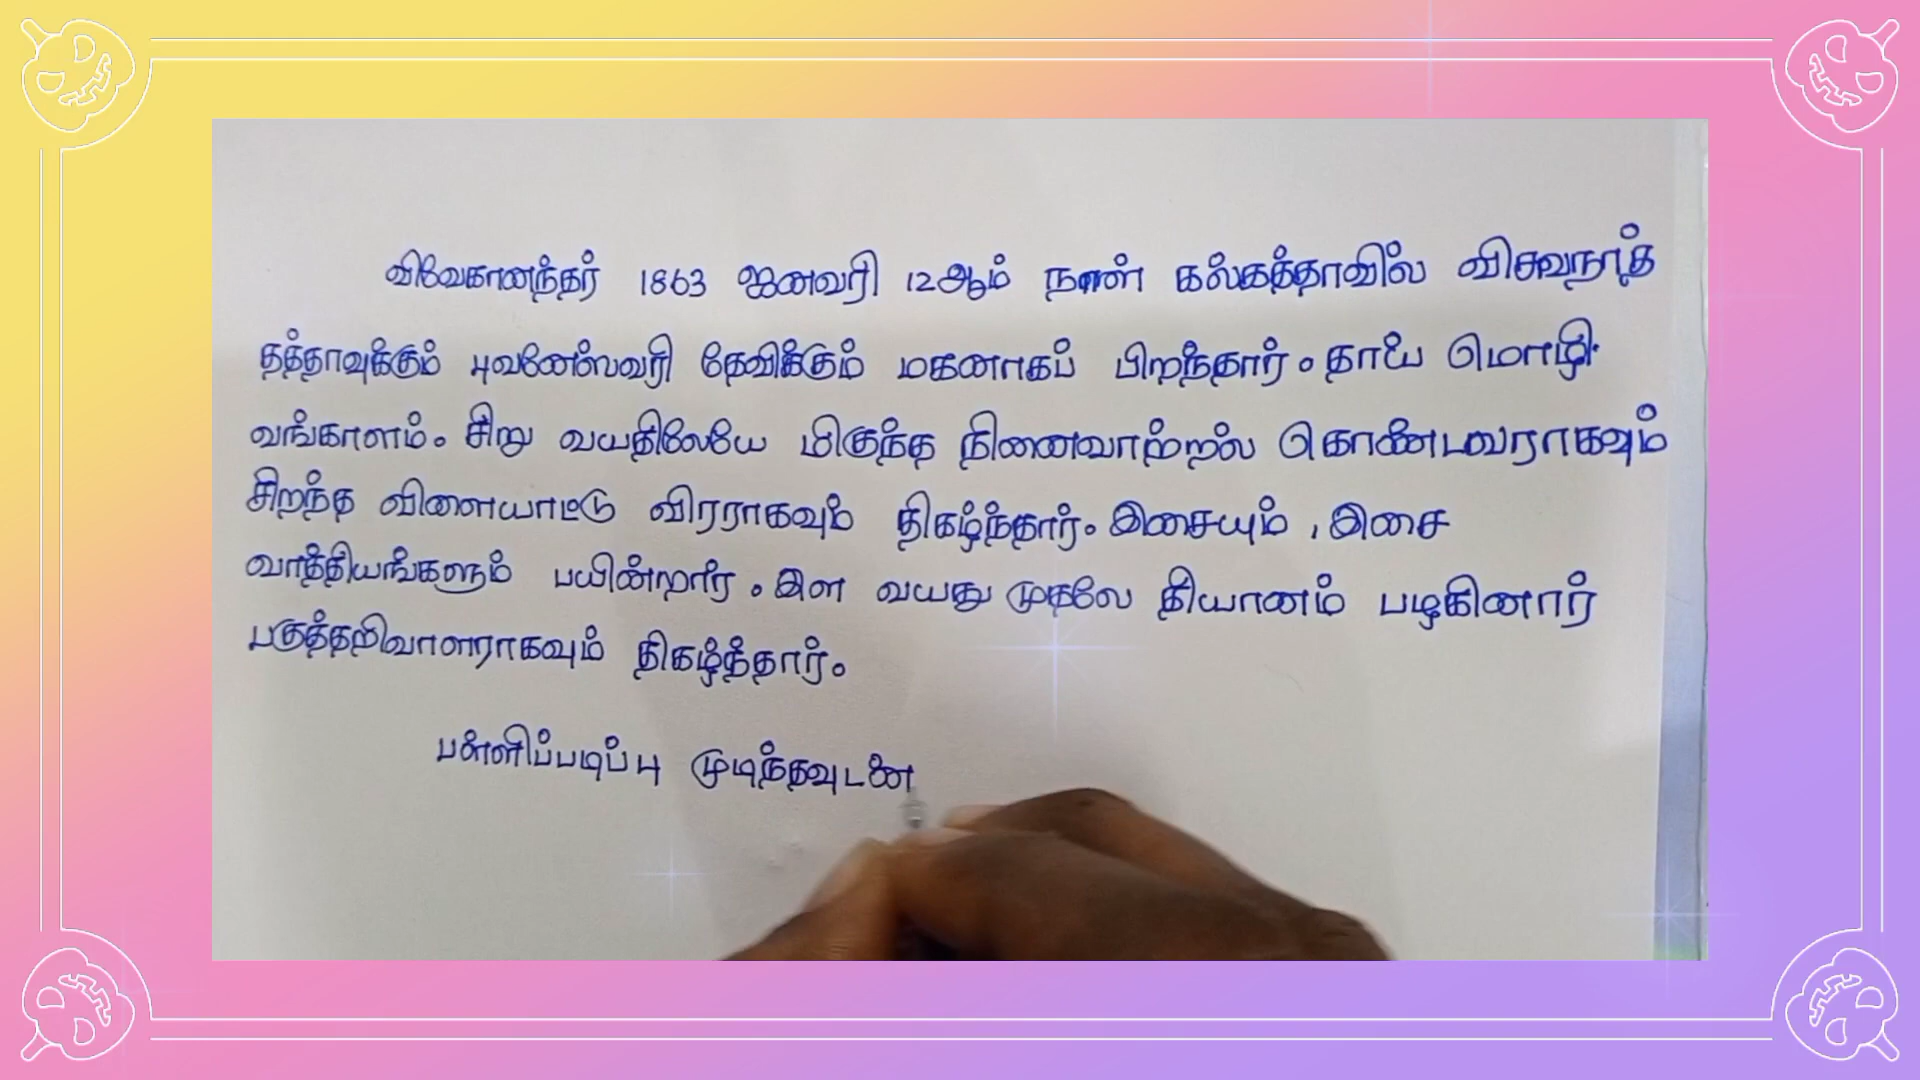 விவேகானந்தர் 1863 ஜனவரி 12ஆம் நாள் கல்கத்தாவில் விசுவநாத்
தத்தாவுக்கும் புவனேஸ்வரி தேவிக்கும் மகனாகப் பிறந்தார். தாய் மொழி
வங்காளம். சிறு வயதிலேயே மிகுந்த நினைவாற்றல் கொண்டவராகவும்
சிறந்த விளையாட்டு விரராகவும் திகழ்ந்தார். இசையும், இசை
வாத்தியங்களும் பயின்றார். இள வயது முதலே தியானம் பழகினார்
பகுத்தறிவாளராகவும் திகழ்ந்தார்.
பள்ளிப்படிப்பு முடிந்தவுடன்